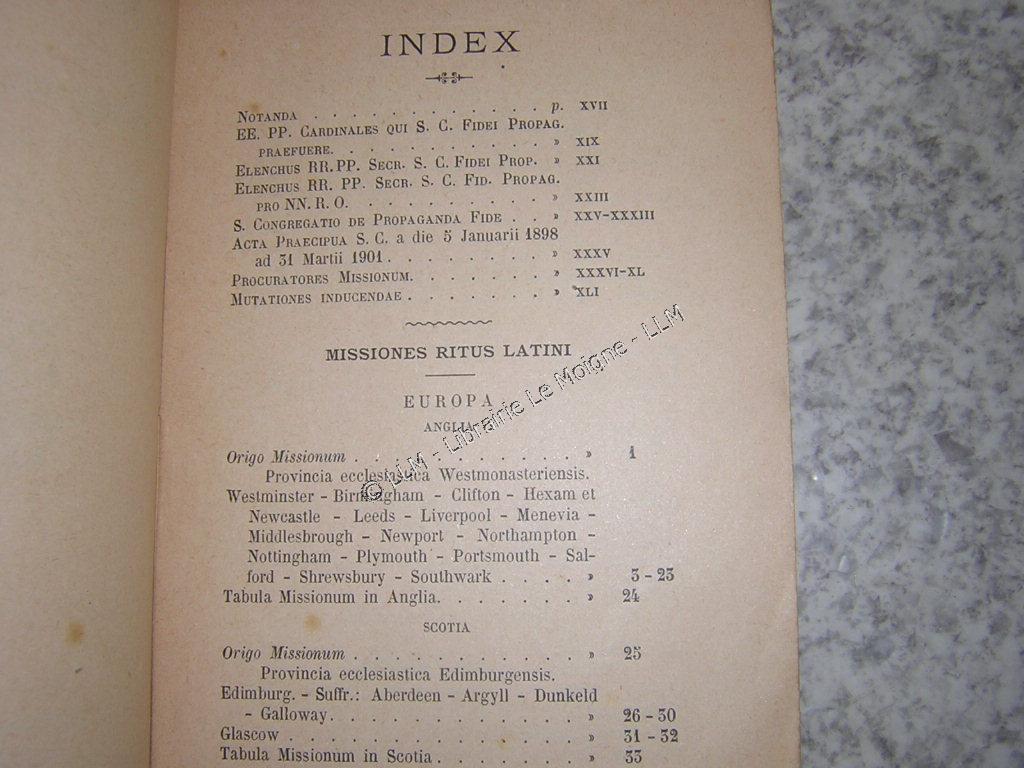 INDEX
NOTANDA . . . . . . . . . . . p. XVII
EE. PP. CARDINALES QUI S. C. FIDEI PROPAG.
PRAEFUERE. . . . . . . . . . . » XIX
ELENCHUS RR. PP. SECR. S. C. FIDEI PROP. » XXI
ELENCHUS RR. PP. SECR. S. C. FID. PROPAG.
PRO NN. R. O. . . . . . . . . . » XXIII
S. CONGREGATIO DE PROPAGANDA FIDE . . » XXV-XXXIII
ACTA PRAECIPUA S. C. a die 5 Januarii 1898
ad 31 Martii 1901 . . . . . . . . » XXXV
PROCURATORES MISSIONUM. . . . . . . » XXXVI-XL
MUTATIONES INDUCENDAE . . . . . . . » XLI
MISSIONES RITUS LATINI
EUROPA
ANGLIA
Origo Missionum . . . . . . . . . . . » 1
Provincia ecclesiastica Westmonasteriensis.
Westminster - Birmingham - Clifton - Hexam et
Newcastle - Leeds - Liverpool - Menevia -
Middlesbrough - Newport - Northampton -
Nottingham - Plymouth - Portsmouth - Sal-
ford - Shrewsbury - Southwark . . . . » 3 - 23
Tabula Missionum in Anglia. . . . . . . » 24
SCOTIA
Origo Missionum . . . . . . . . . . . » 25
Provincia ecclesiastica Edimburgensis.
Edimburg. - Suffr.: Aberdeen - Argyll - Dunkeld
- Galloway. . . . . . . . . . . . » 26 - 30
Glascow . . . . . . . . . . . . . » 31 - 32
Tabula Missionum in Scotia . . . . . . . » 33
© LLM - Librairie Le Moigne - LLM